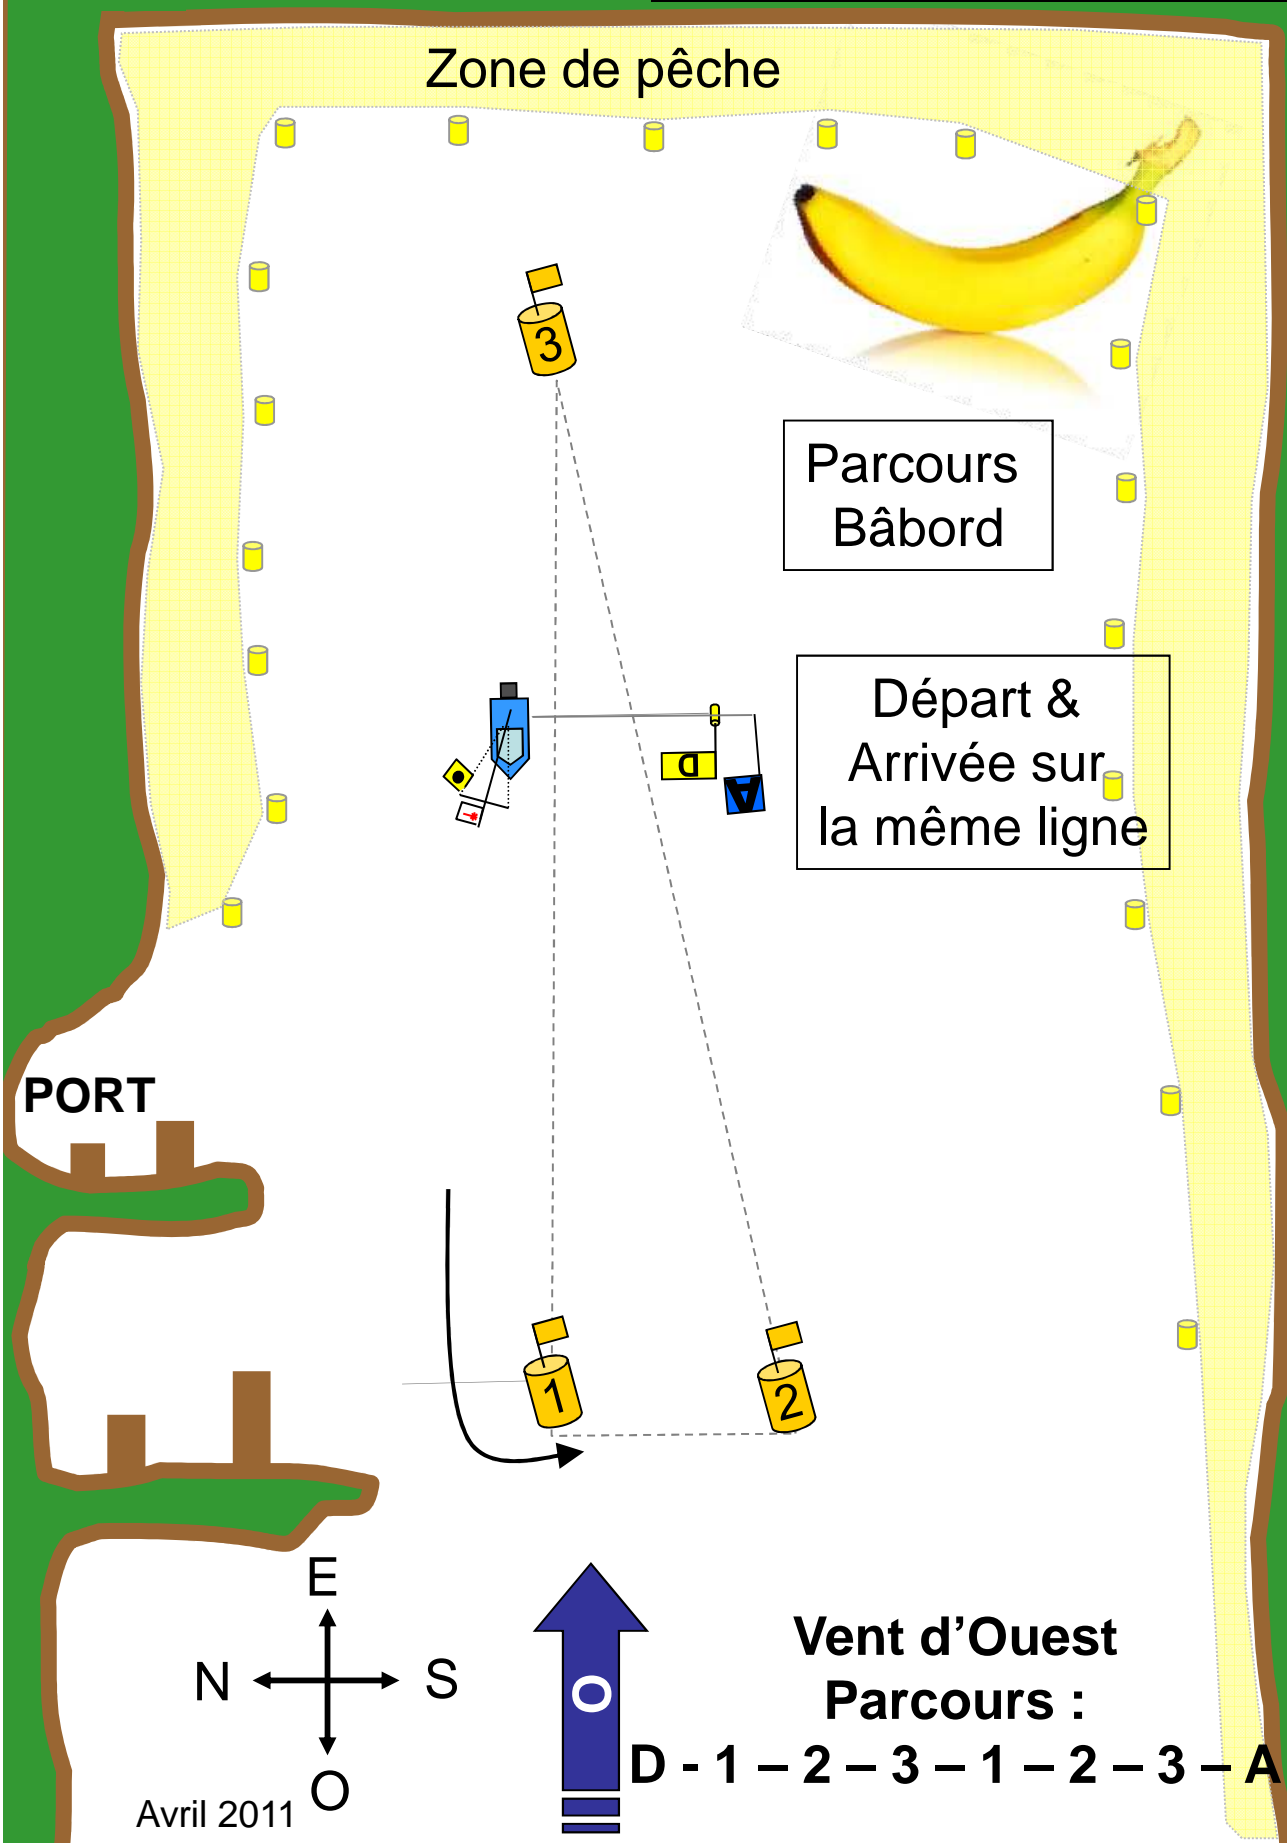 Zone de pêche
3
Parcours
Bâbord
Départ &
Arrivée sur
la même ligne
D
A
PORT
1
2
E
N
S
O
O
Vent d’Ouest
Parcours :
D - 1 – 2 – 3 – 1 – 2 – 3 – A
Avril 2011